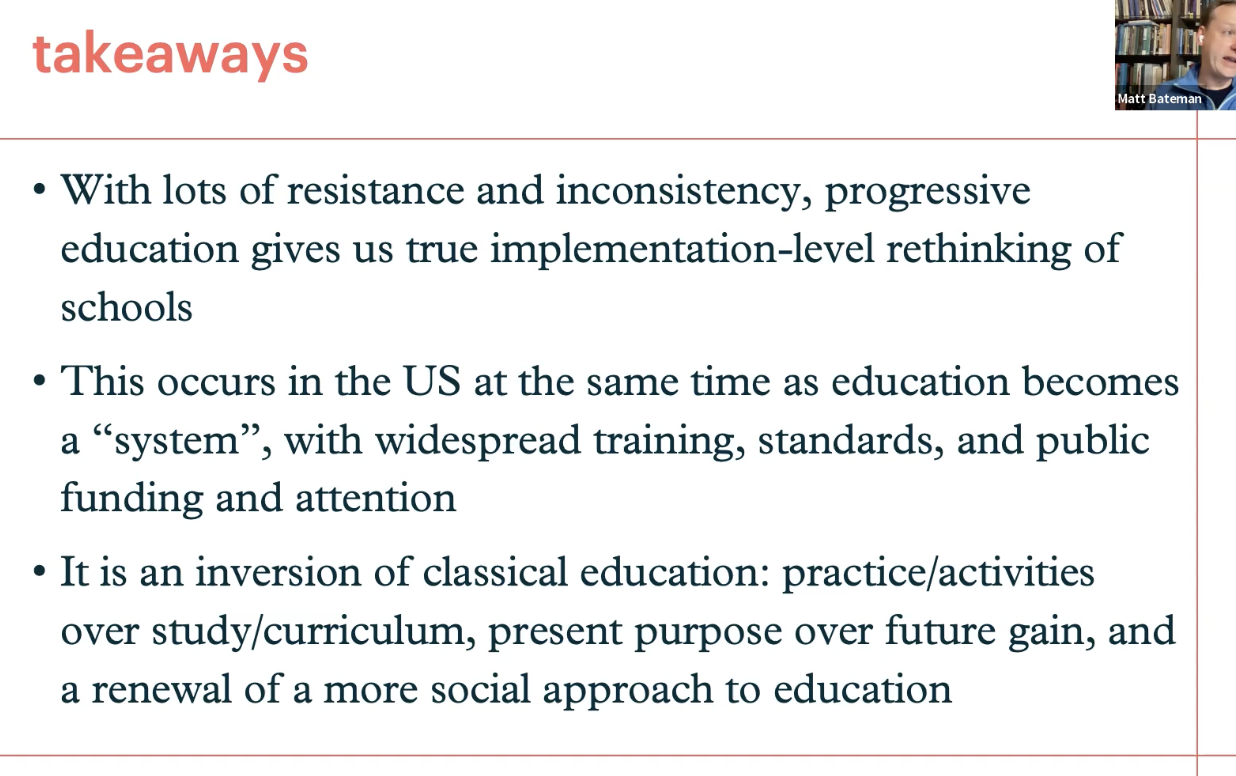 takeaways
Matt Bateman
• With lots of resistance and inconsistency, progressive
education gives us true implementation-level rethinking of
schools
• This occurs in the US at the same time as education becomes
a “system”, with widespread training, standards, and public
funding and attention
• It is an inversion of classical education: practice/activities
over study/curriculum, present purpose over future gain, and
a renewal of a more social approach to education